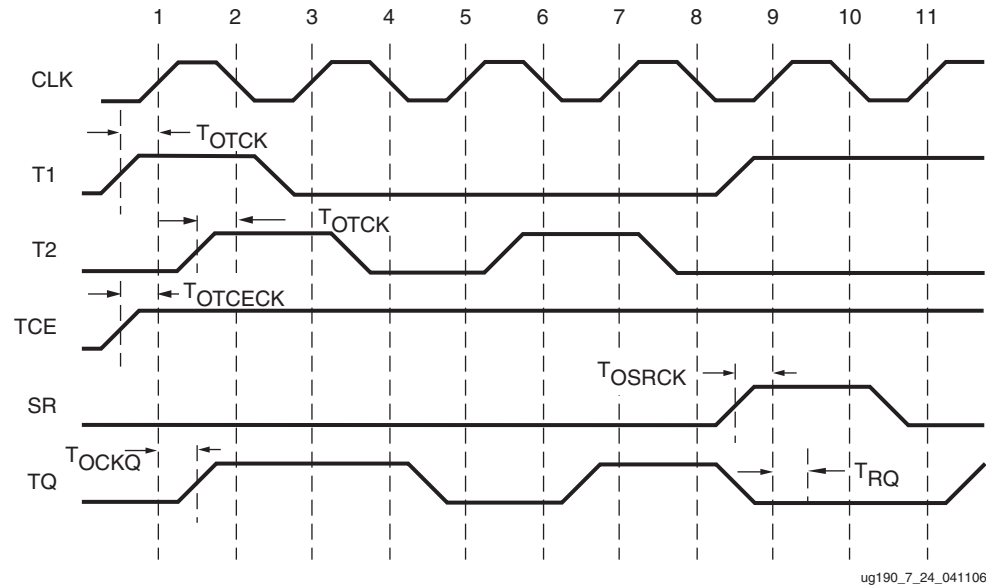 1 2 3 4 5 6 7 8 9 10 11
CLK
TOTCK
T1
TOTCK
T2
TOTCECK
TCE
TOSRCK
SR
TOCKQ
TRQ
TQ
ug190_7_24_041106